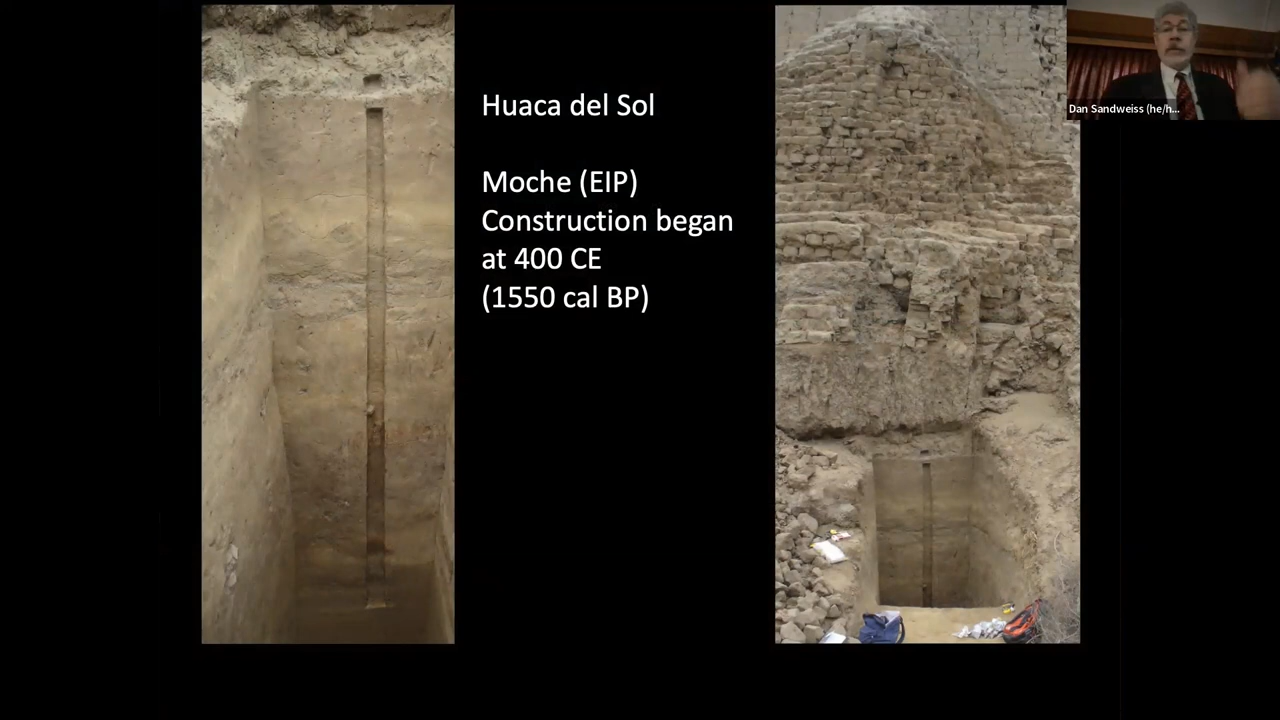 Huaca del Sol
Moche (EIP)
Construction began
at 400 CE
(1550 cal BP)
Dan Sandweiss (he/h...